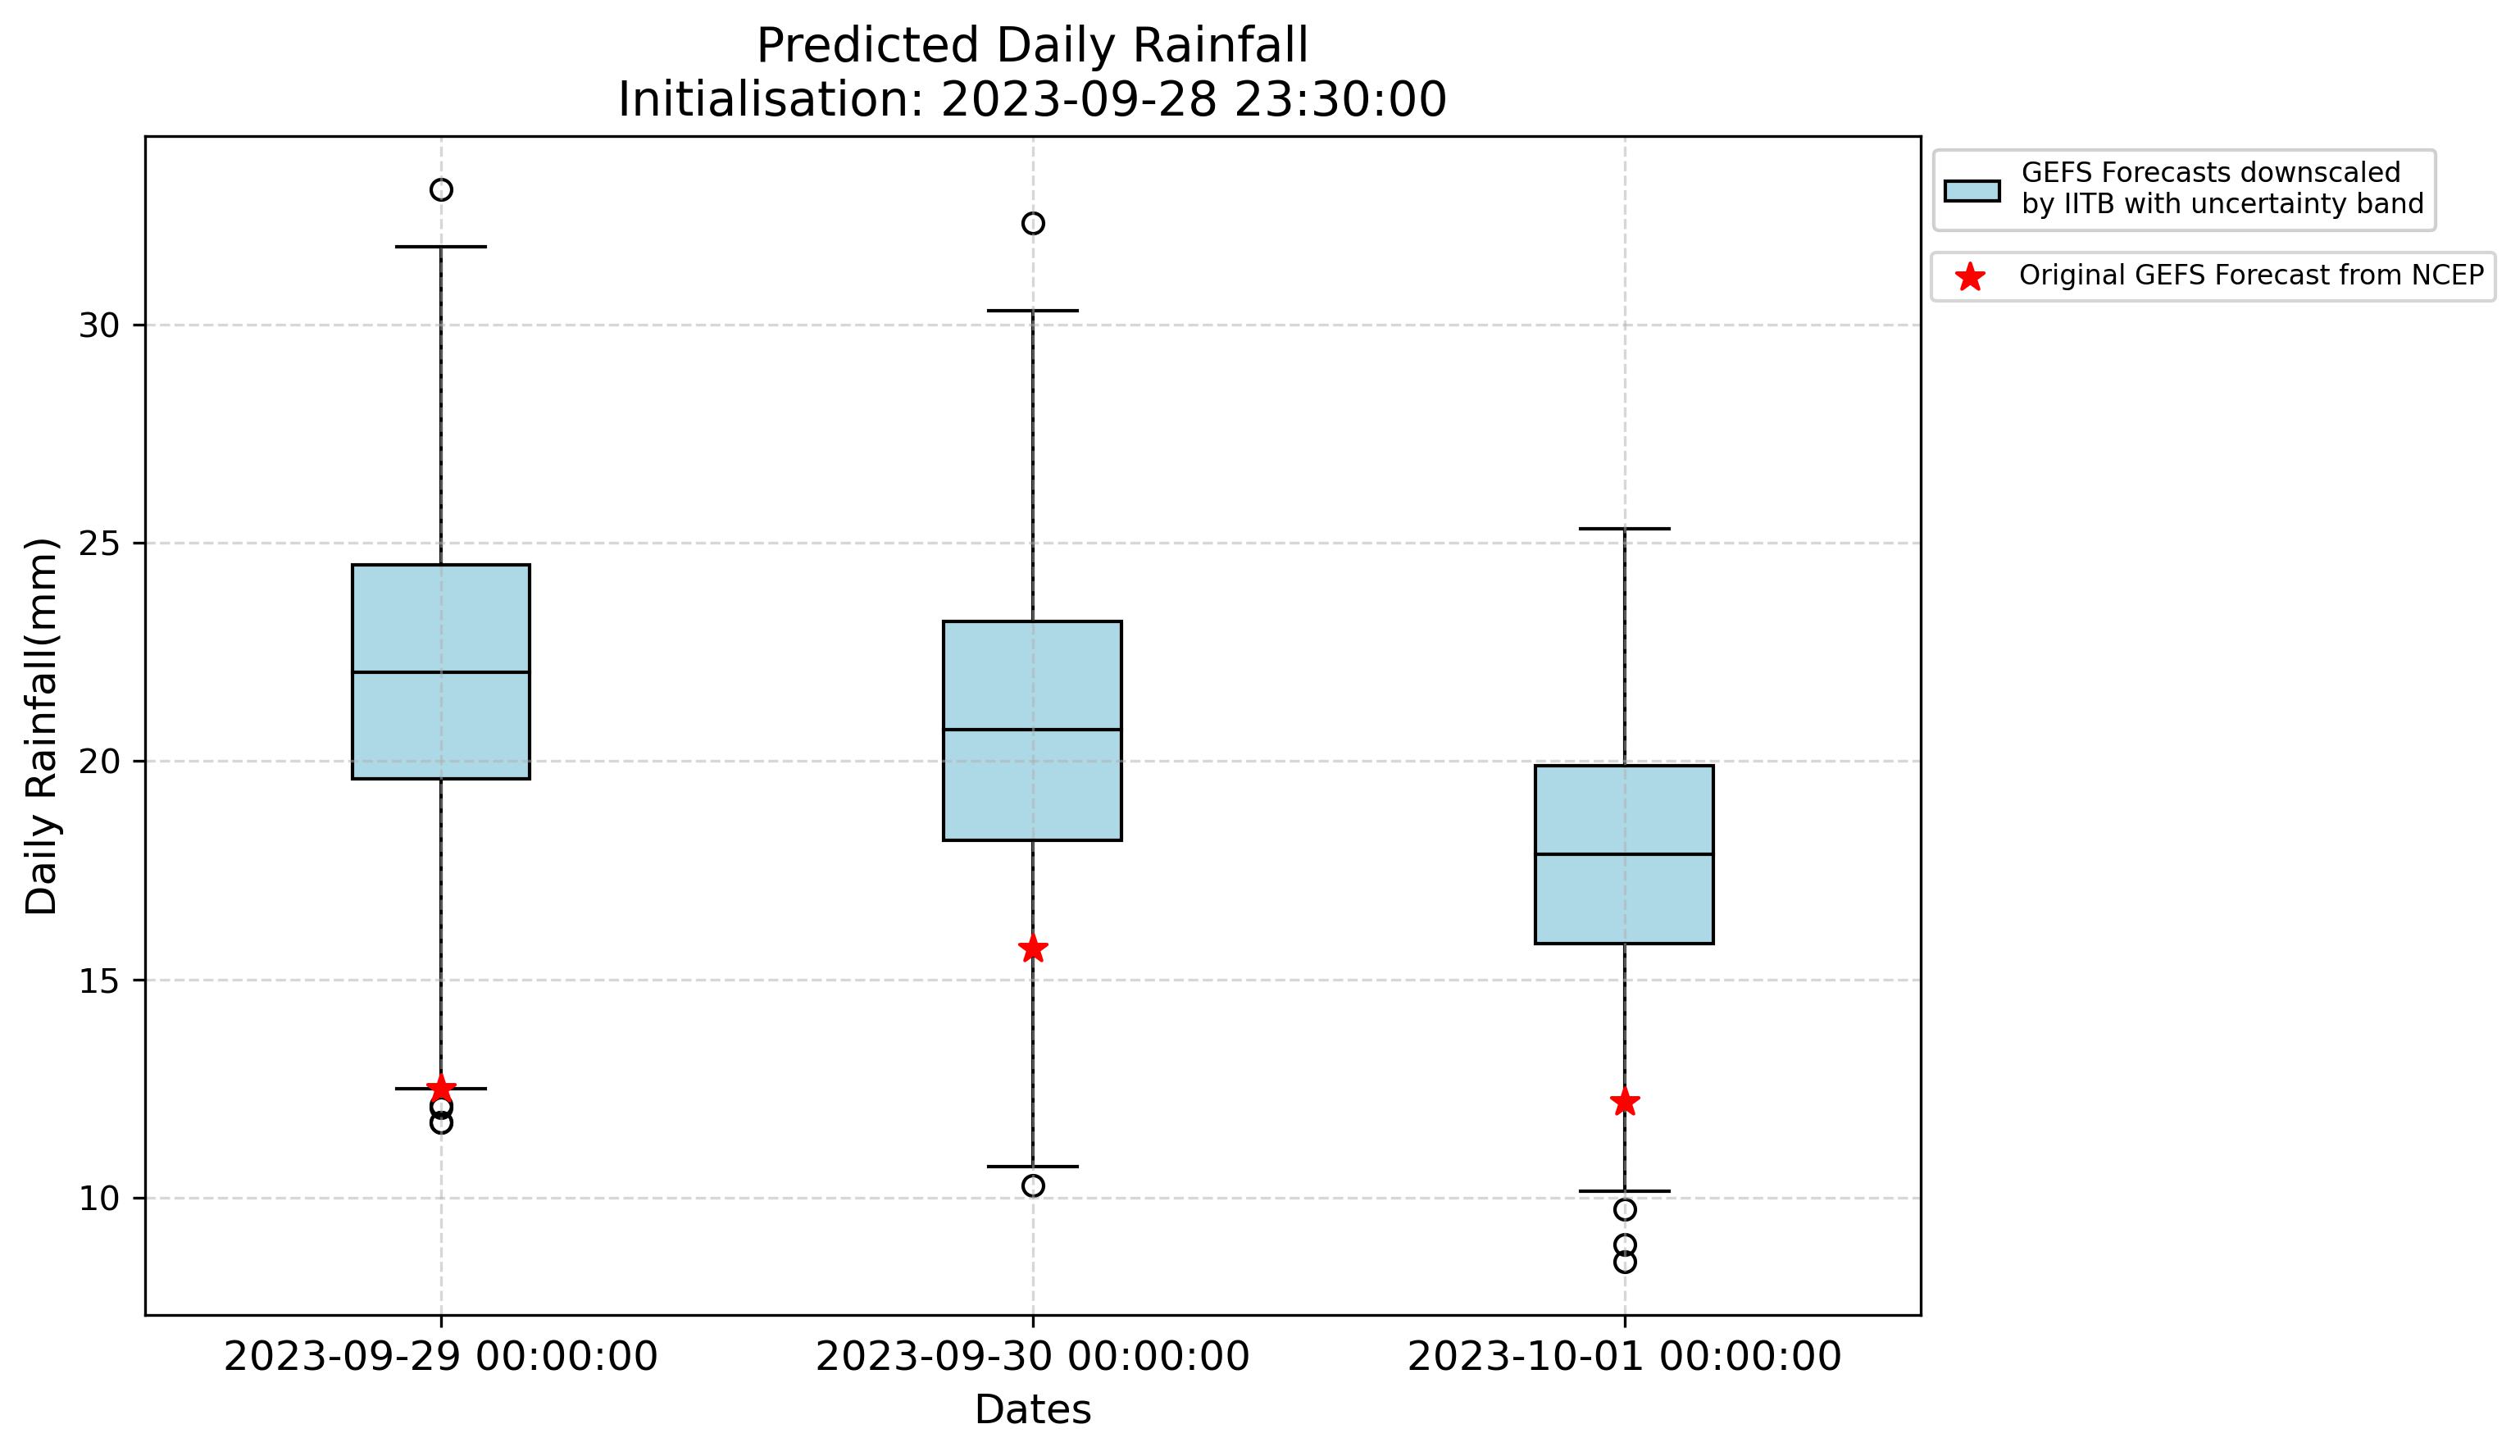 Predicted Daily Rainfall
Initialisation: 2023-09-28 23:30:00
GEFS Forecasts downscaled
by IITB with uncertainty band
Original GEFS Forecast from NCEP
Daily Rainfall(mm)
30
25
20
15
10
2023-09-29 00:00:00
2023-09-30 00:00:00
2023-10-01 00:00:00
Dates